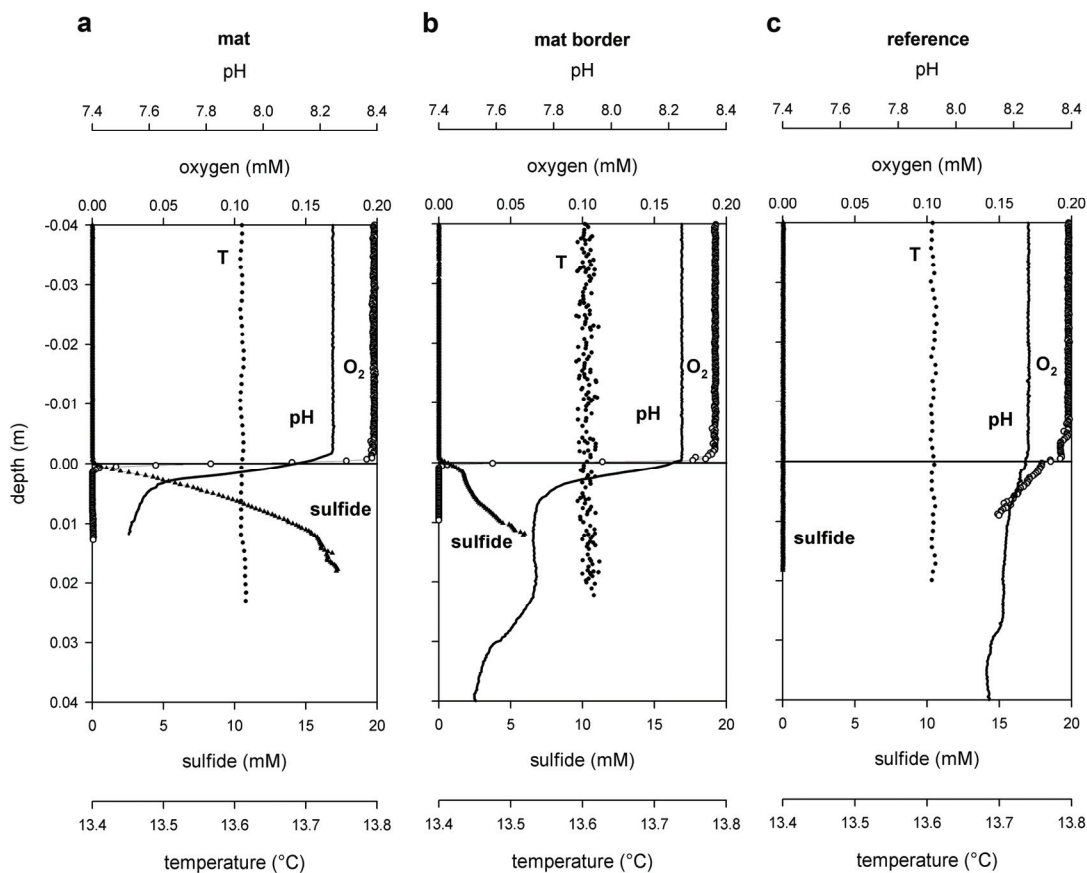 a
mat
pH
7.4 7.6 7.8 8.0 8.2 8.4
oxygen (mM)
0.00 0.05 0.10 0.15 0.20
-0.04
-0.03
-0.02
-0.01
0.00
0.01
0.02
0.03
0.04
depth (m)
T
O2
pH
sulfide
0 5 10 15 20
sulfide (mM)
13.4 13.5 13.6 13.7 13.8
temperature (°C)
b
mat border
pH
7.4 7.6 7.8 8.0 8.2 8.4
oxygen (mM)
0.00 0.05 0.10 0.15 0.20
T
O2
pH
sulfide
0 5 10 15 20
sulfide (mM)
13.4 13.5 13.6 13.7 13.8
temperature (°C)
c
reference
pH
7.4 7.6 7.8 8.0 8.2 8.4
oxygen (mM)
0.00 0.05 0.10 0.15 0.20
T
O2
pH
sulfide
0 5 10 15 20
sulfide (mM)
13.4 13.5 13.6 13.7 13.8
temperature (°C)